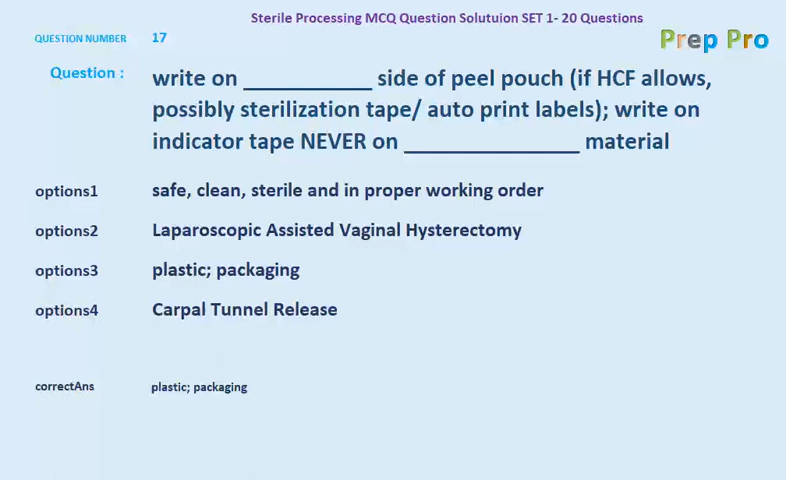 Sterile Processing MCQ Question Solutuion SET 1- 20 Questions
QUESTION NUMBER 17
Prep Pro
Question : write on __________ side of peel pouch (if HCF allows,
possibly sterilization tape/ auto print labels); write on
indicator tape NEVER on ______________ material
options1 safe, clean, sterile and in proper working order
options2 Laparoscopic Assisted Vaginal Hysterectomy
options3 plastic; packaging
options4 Carpal Tunnel Release
correctAns plastic; packaging